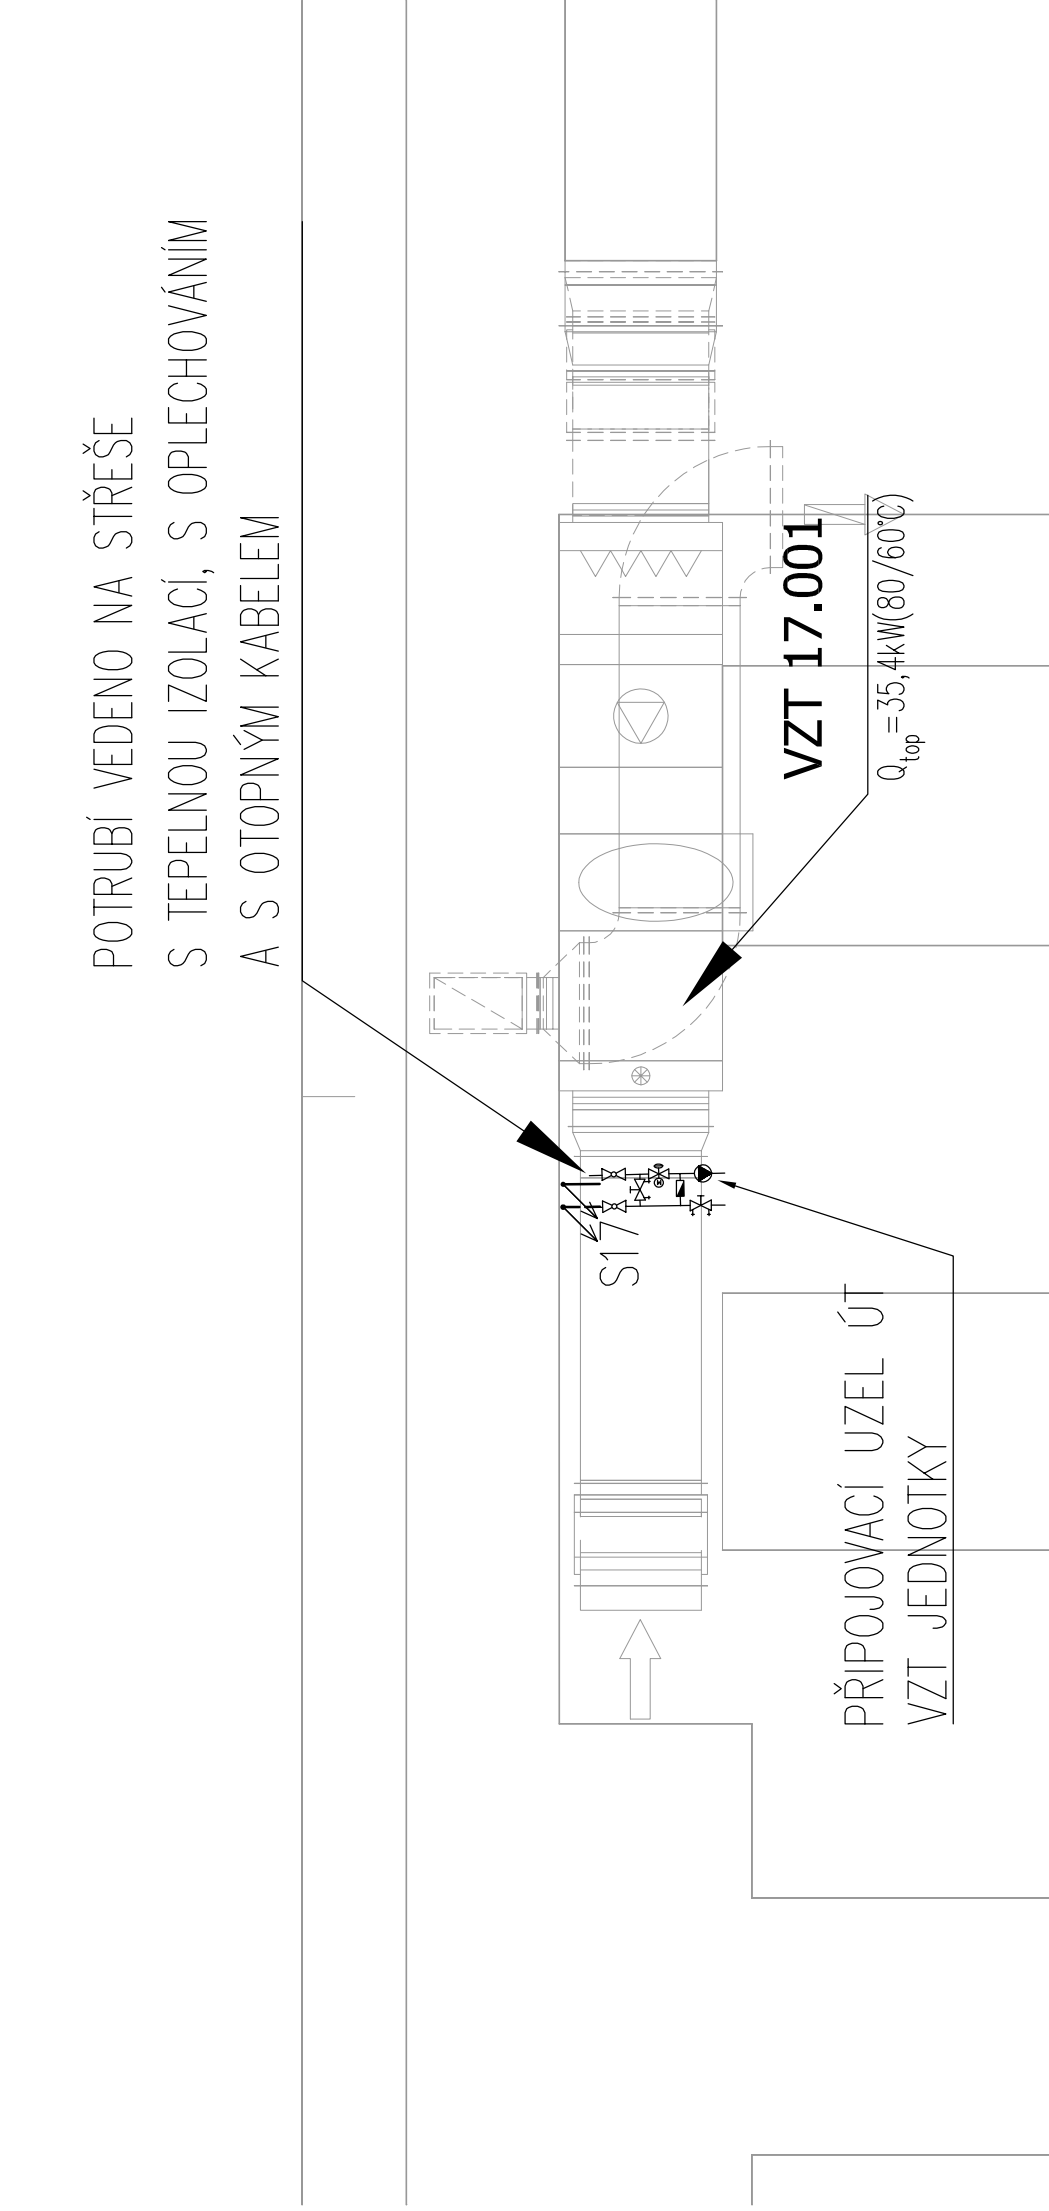 POTRUBÍ VEDENO NA STŘEŠE
S TEPELNOU IZOLACÍ, S OPLECHOVÁNÍM
A S OTOPNÝM KABELEM
VZT 17.001
Qtop=35,4kW(80/60°C)
S17
PŘIPOJOVACÍ UZEL ÚT
VZT JEDNOTKY
M